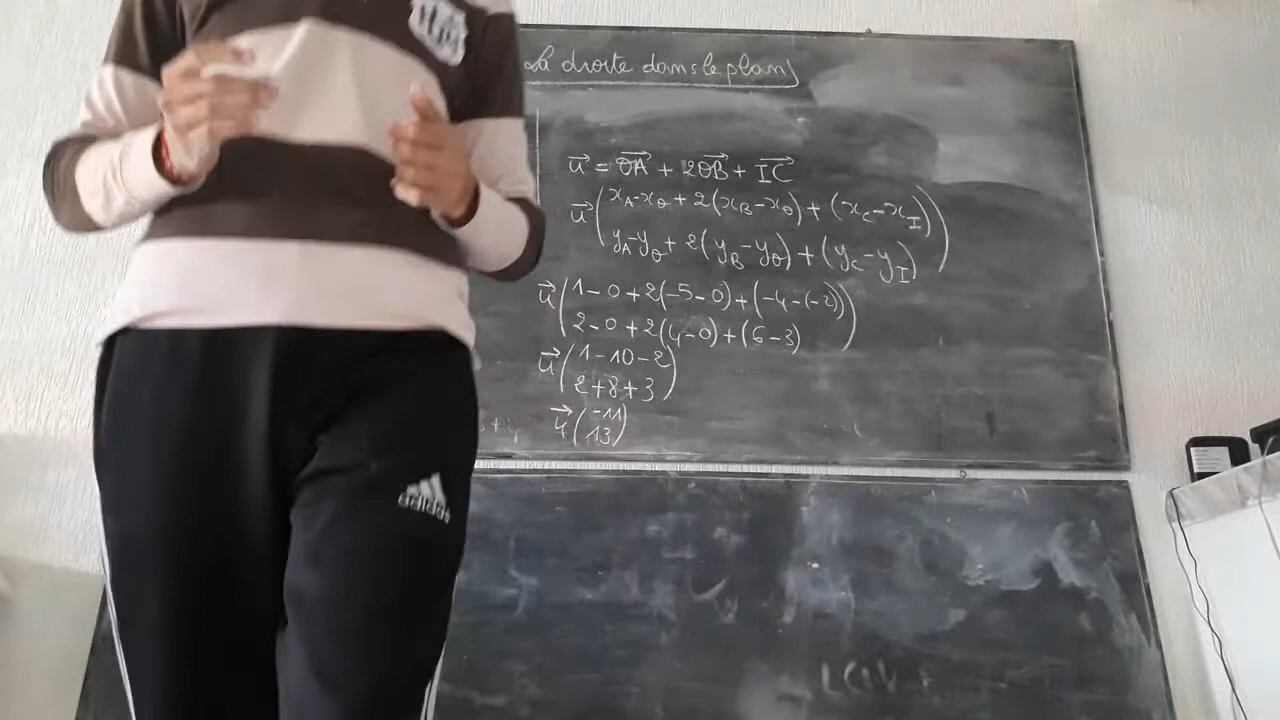 La droite dans le plan
u⃗ = OA⃗ + 2OB⃗ + IC⃗
u⃗ ( x_A - x_O + 2(x_B - x_O) + (x_C - x_I) )
y_A - y_O + 2(y_B - y_O) + (y_C - y_I)
u⃗ ( 1 - 0 + 2(-5 - 0) + (-4 - (-2)) )
2 - 0 + 2(4 - 0) + (6 - 3)
u⃗ ( 1 - 10 - 2 )
2 + 8 + 3
u⃗ ( -11 )
13
adidas